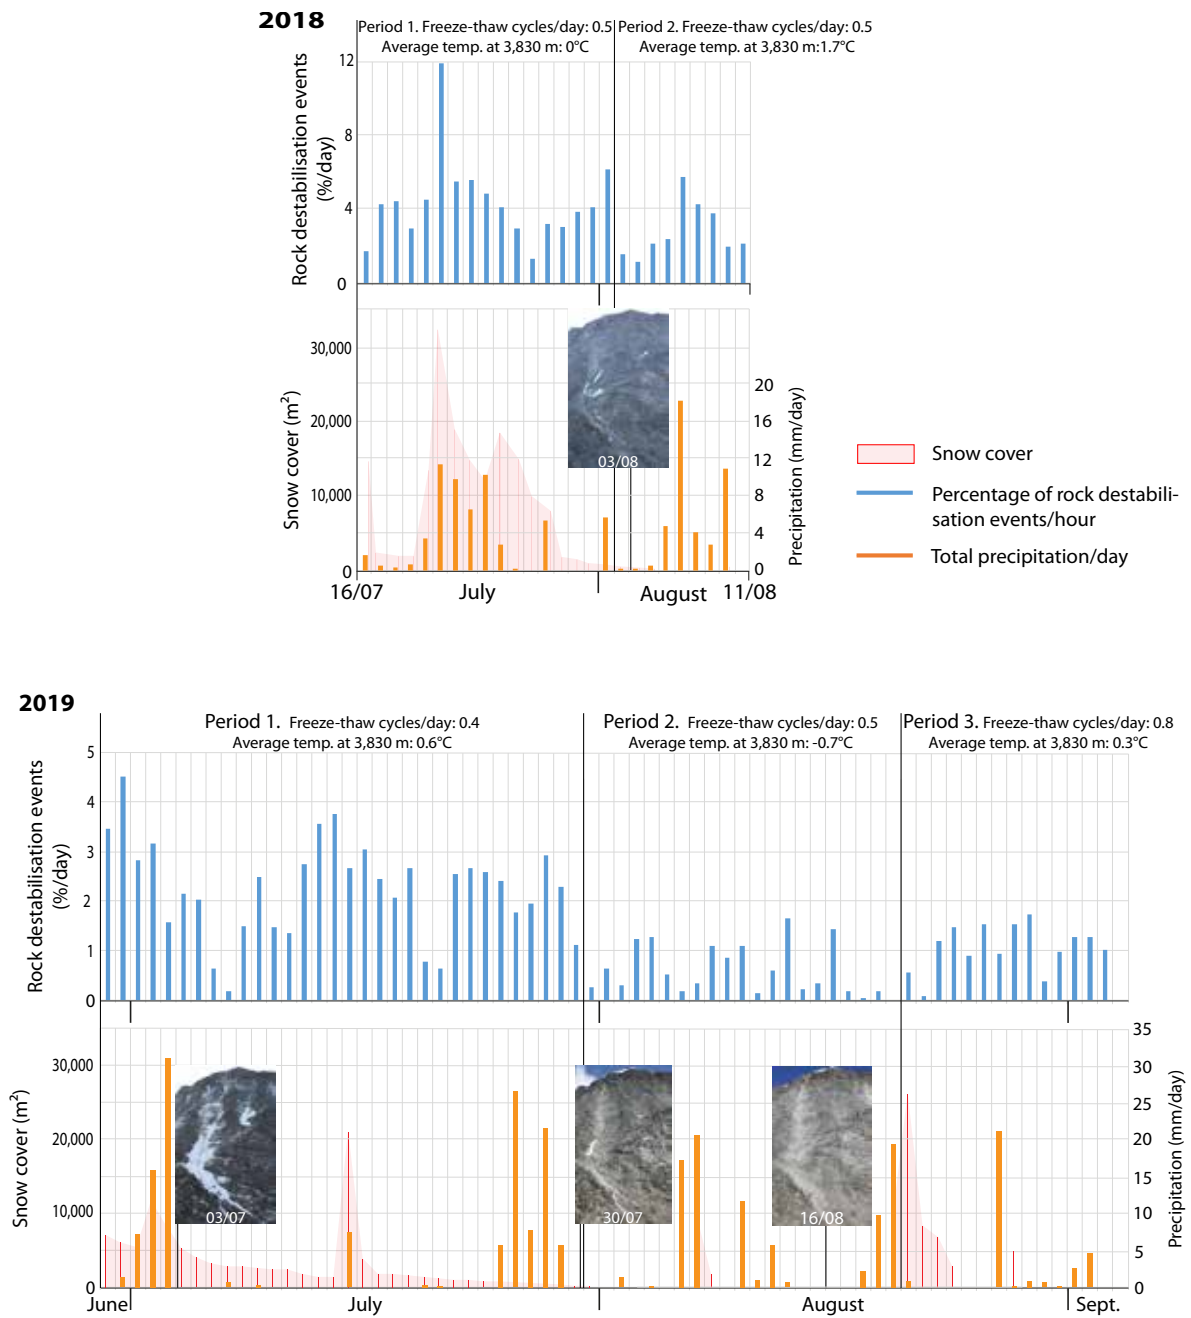 2018
Period 1. Freeze-thaw cycles/day: 0.5
Average temp. at 3,830 m: 0°C
Period 2. Freeze-thaw cycles/day: 0.5
Average temp. at 3,830 m:1.7°C
Rock destabilisation events
(%/day)
12
8
4
0
Snow cover (m²)
30,000
20,000
10,000
0
03/08
20
16
12
8
4
0
Precipitation (mm/day)
16/07
July
August
11/08
Snow cover
Percentage of rock destabili-
sation events/hour
Total precipitation/day
2019
Period 1. Freeze-thaw cycles/day: 0.4
Average temp. at 3,830 m: 0.6°C
Period 2. Freeze-thaw cycles/day: 0.5
Average temp. at 3,830 m: -0.7°C
Period 3. Freeze-thaw cycles/day: 0.8
Average temp. at 3,830 m: 0.3°C
Rock destabilisation events
(%/day)
5
4
3
2
1
0
Snow cover (m²)
30,000
20,000
10,000
0
03/07
30/07
16/08
35
30
25
20
15
10
5
0
Precipitation (mm/day)
June
July
August
Sept.